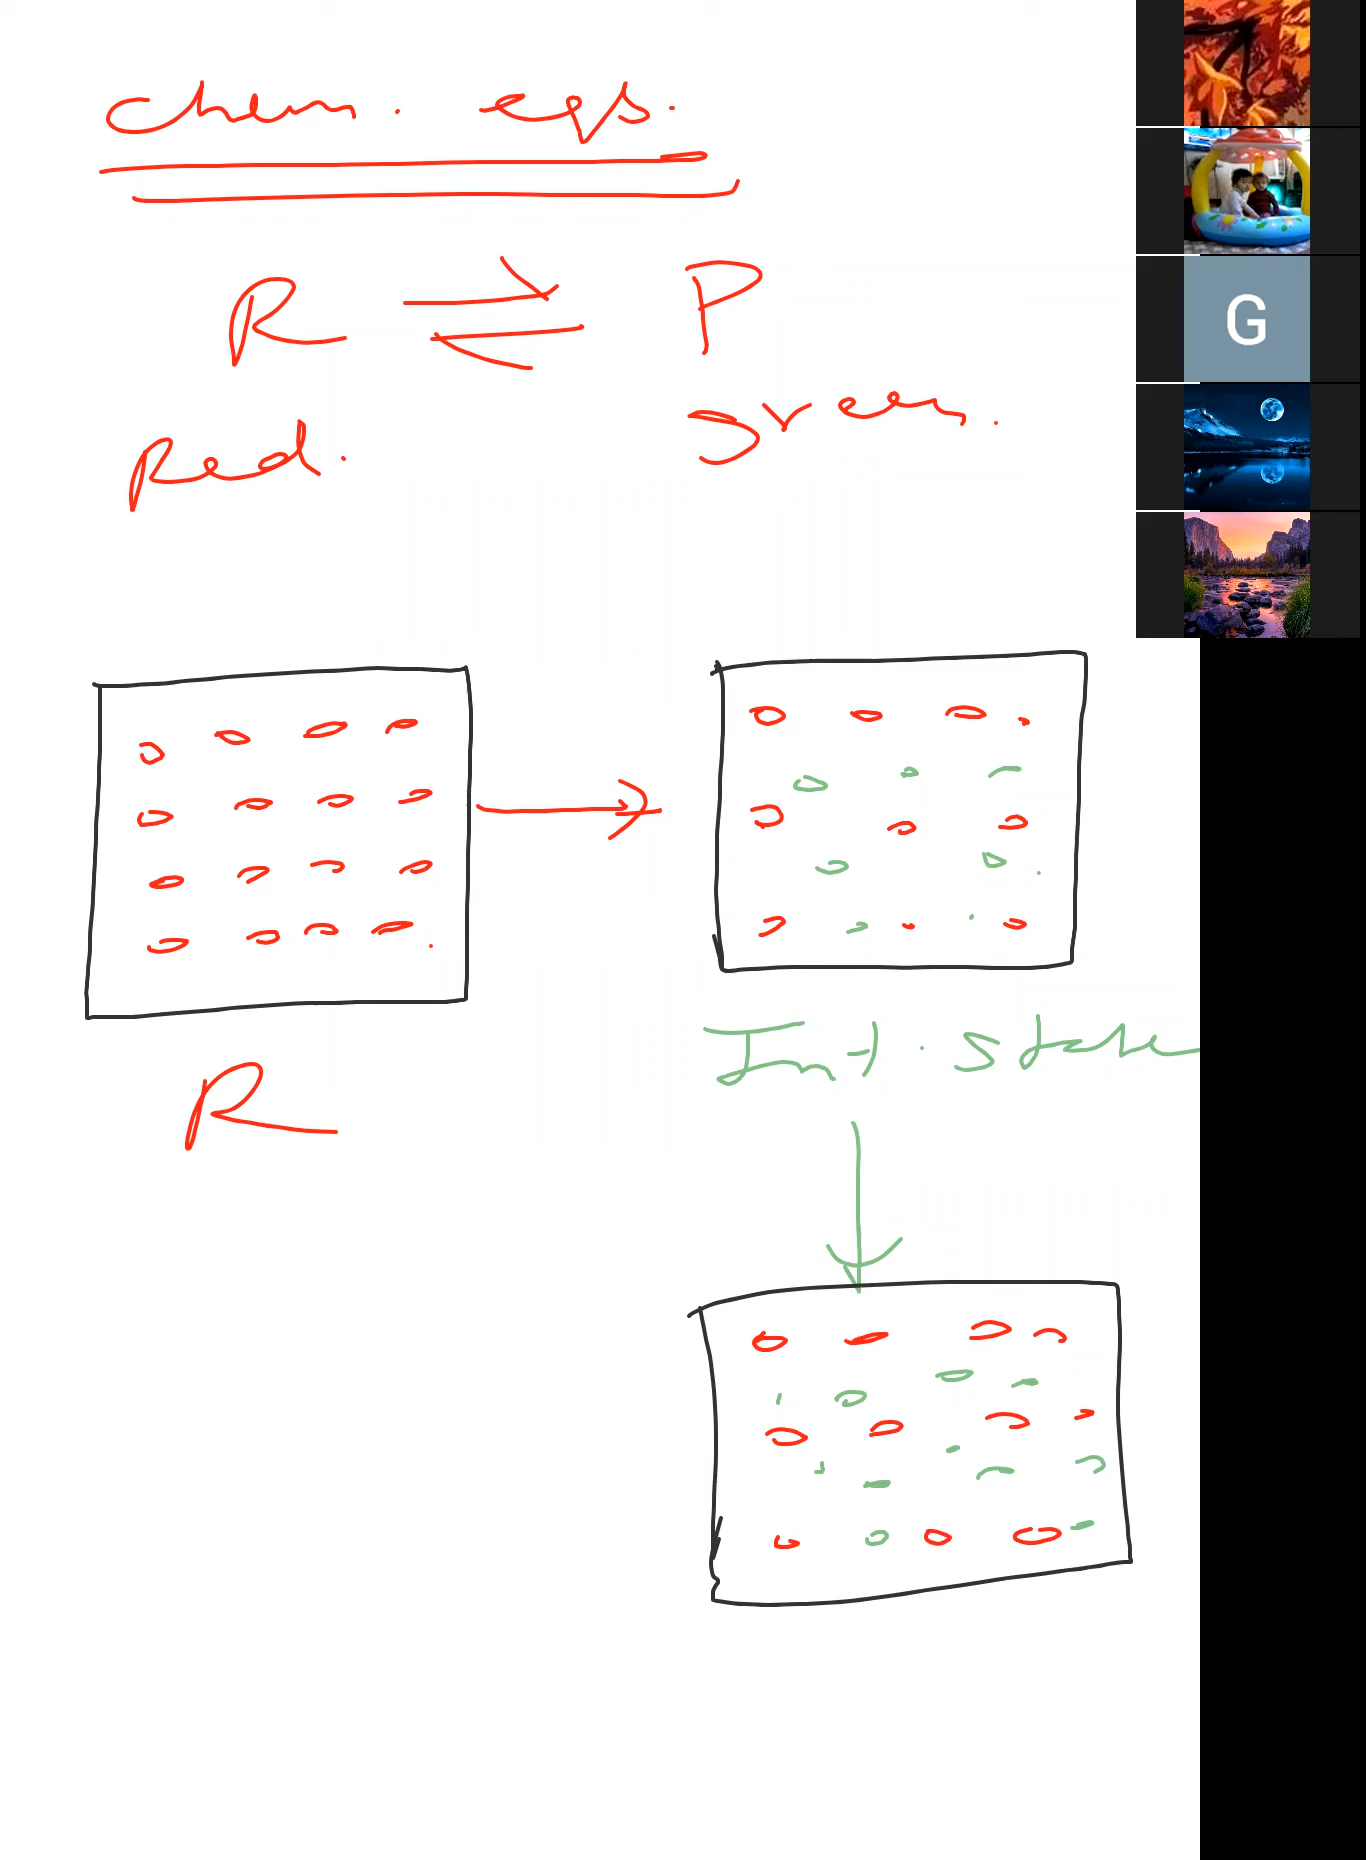 chem. eqs.
R ⇌ P
Red. green.
R
Int. state
G